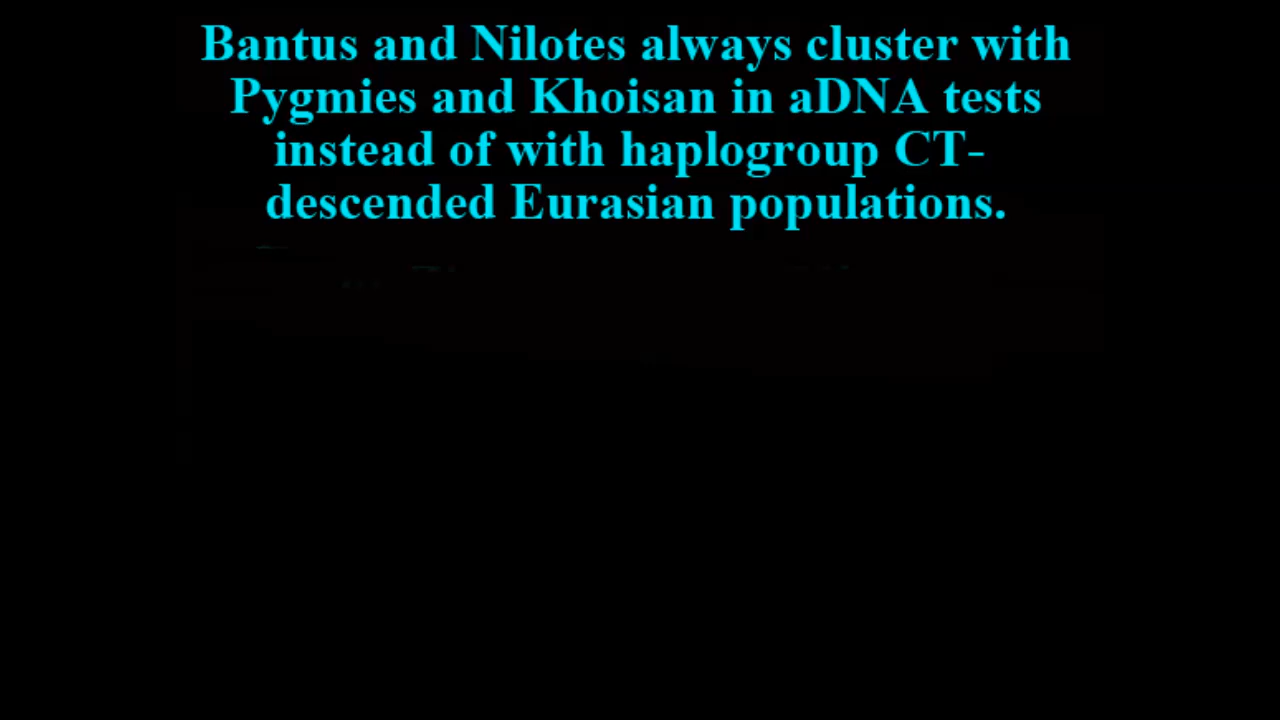 Bantus and Nilotes always cluster with
Pygmies and Khoisan in aDNA tests
instead of with haplogroup CT-
descended Eurasian populations.